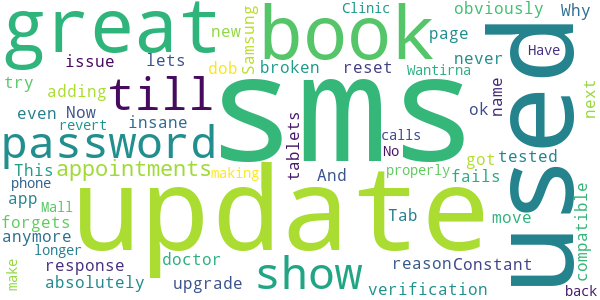 great
book
Clinic
obviously
Why
new
Samsung
page
Have
issue
lets
dob
broken
reset
never
Wantirna
try
adding
till
sms
used
even
Now
insane
tablets
ok
name
next
revert
calls
password
No
This
appointments
And
making
properly
got
tested
fails
phone
app
Mall
update
Tab
move
compatible
forgets
anymore
longer
doctor
show
reason
Constant
response
make
absolutely
upgrade
verification
back